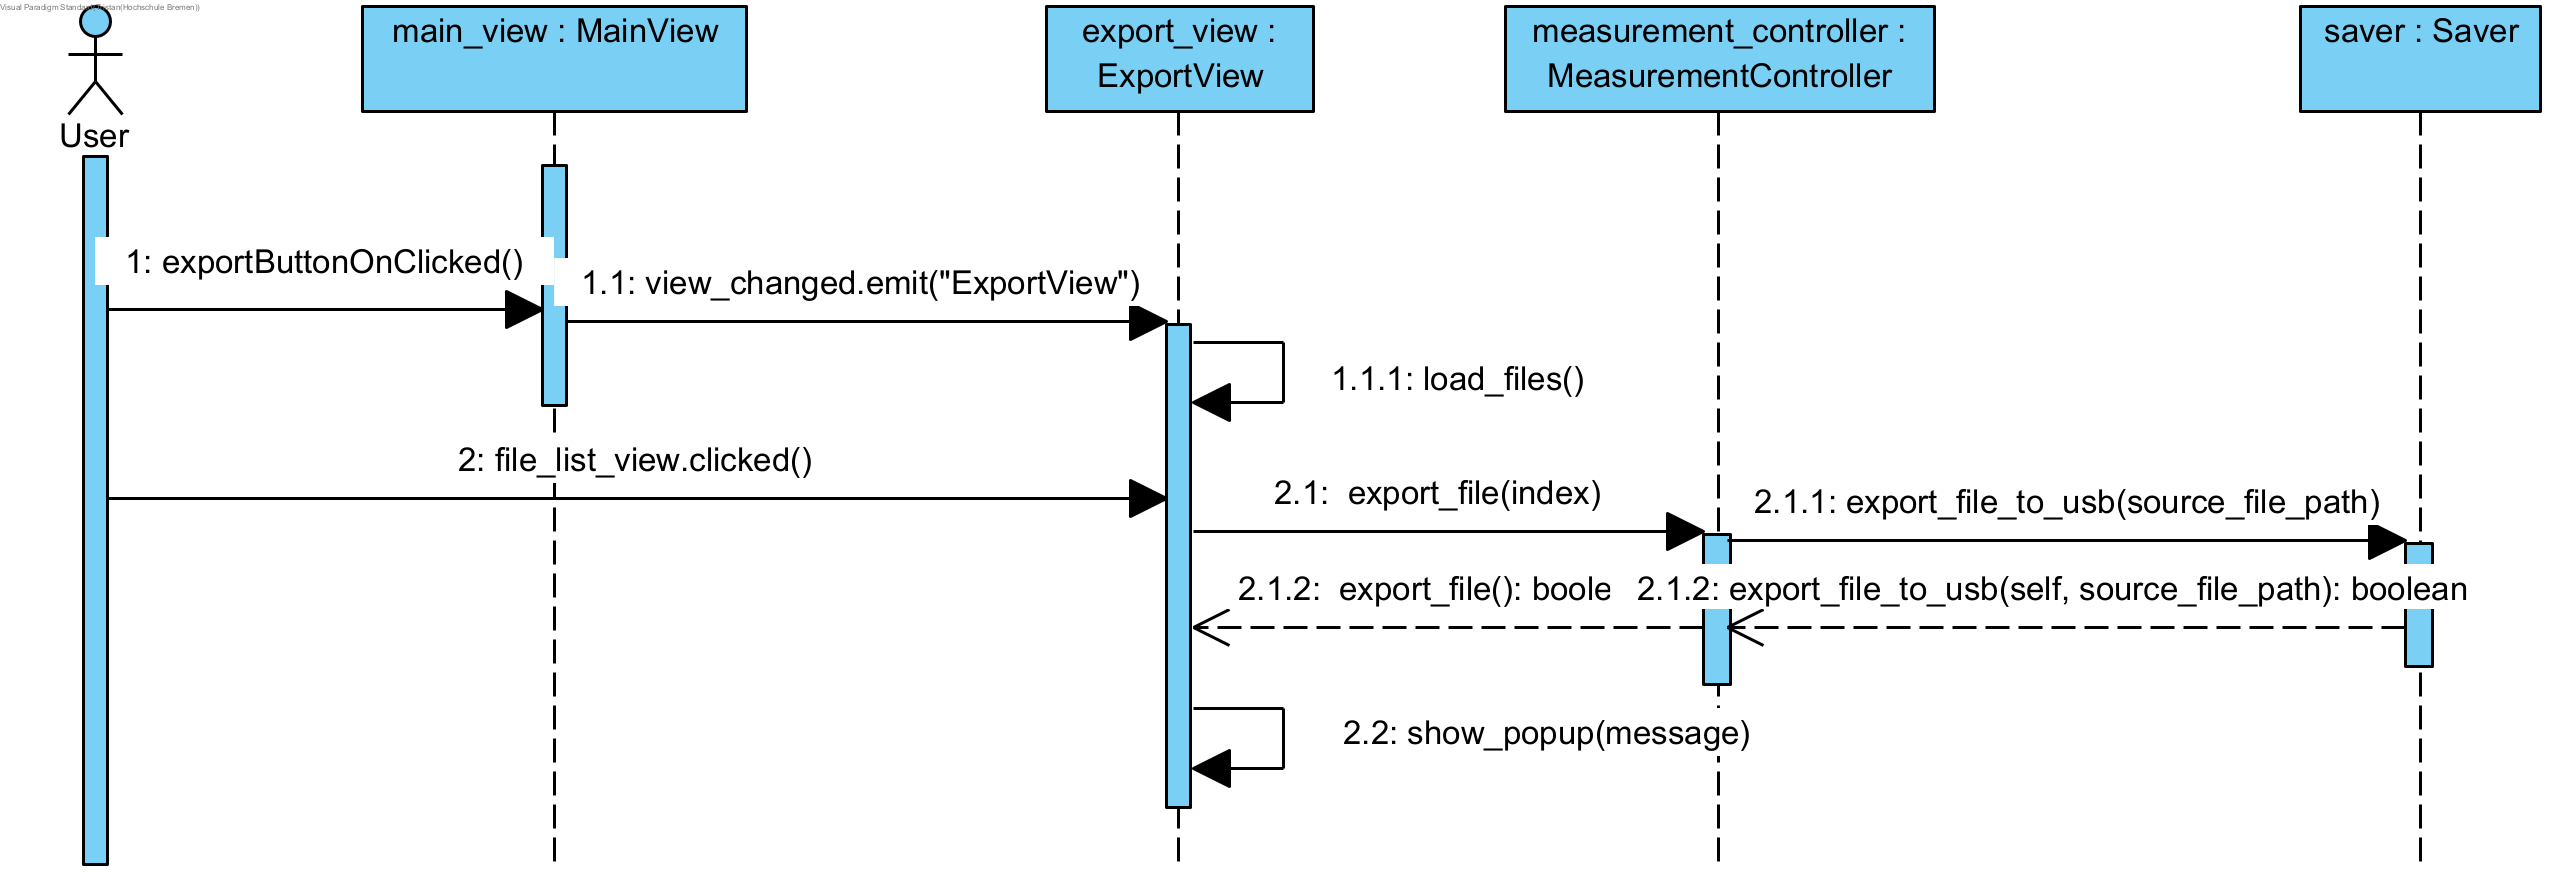 Visual Paradigm Standard(Tristan(Hochschule Bremen))
User
main_view : MainView
export_view :
ExportView
measurement_controller :
MeasurementController
saver : Saver
1: exportButtonOnClicked()
1.1: view_changed.emit("ExportView")
1.1.1: load_files()
2: file_list_view.clicked()
2.1:  export_file(index)
2.1.1: export_file_to_usb(source_file_path)
2.1.2:  export_file(): boole
2.1.2: export_file_to_usb(self, source_file_path): boolean
2.2: show_popup(message)